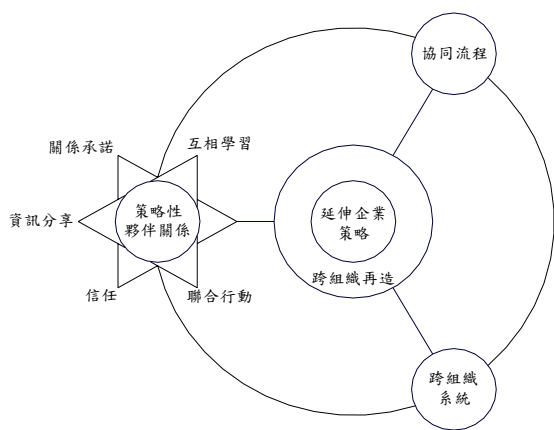 協同流程
關係承諾
互相學習
資訊分享
策略性
夥伴關係
延伸企業
策略
跨組織再造
信任
聯合行動
跨組織
系統